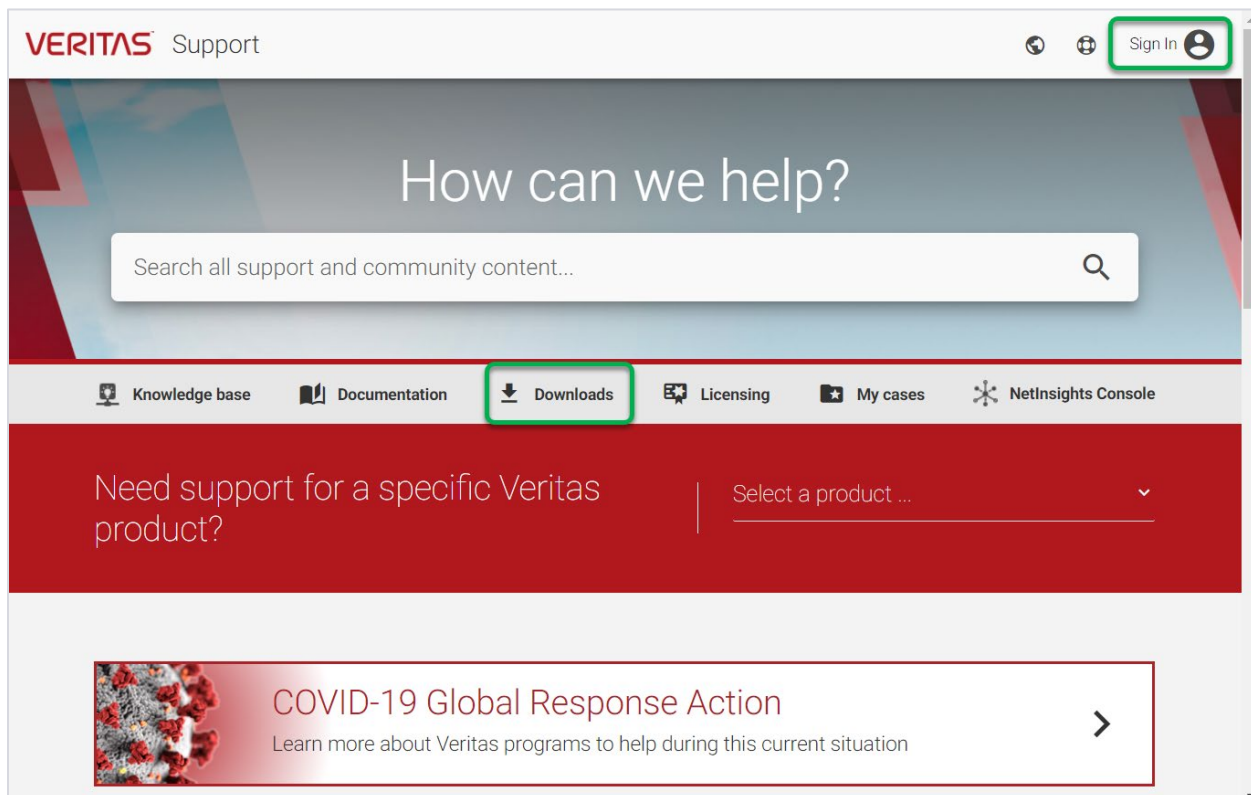 VERITAS Support
Sign In
How can we help?
Search all support and community content...
Knowledge base Documentation Downloads Licensing My cases NetInsights Console
Need support for a specific Veritas
product?
Select a product ...
COVID-19 Global Response Action
Learn more about Veritas programs to help during this current situation